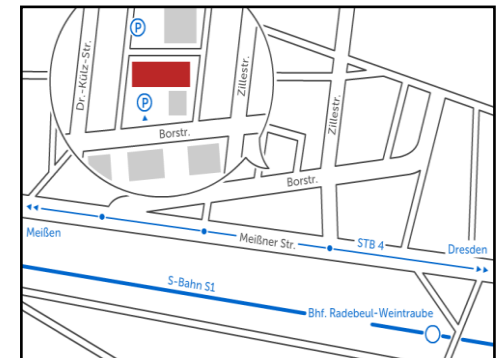 P
Dr.-Külz-Str.
Zillestr.
P
Borstr.
Zillestr.
Borstr.
Meißen
Meißner Str.
STB 4
Dresden
S-Bahn S1
Bhf. Radebeul-Weintraube